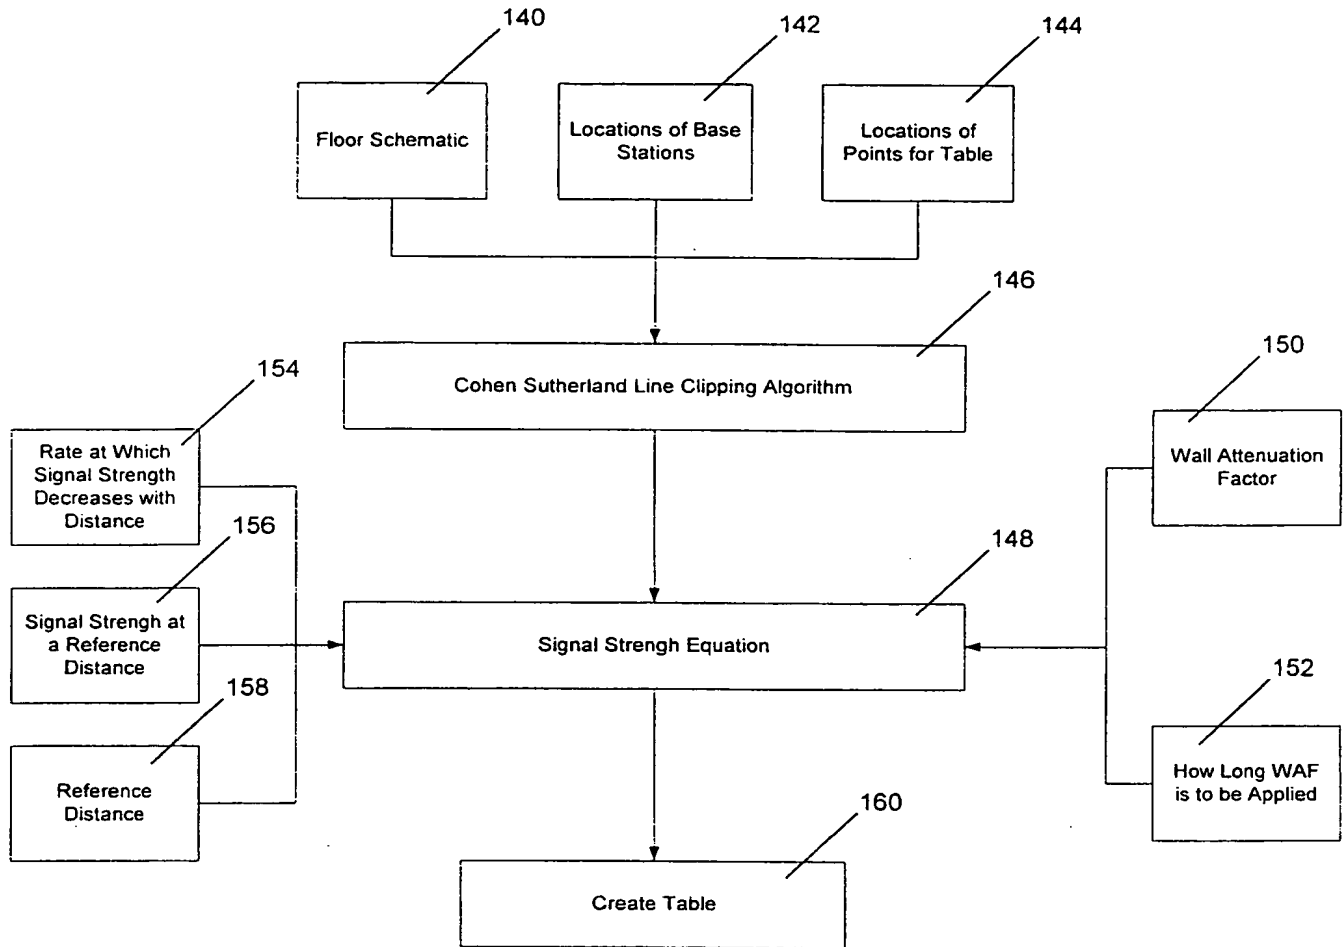 140
142
144
Floor Schematic
Locations of Base
Stations
Locations of
Points for Table
146
Cohen Sutherland Line Clipping Algorithm
154
Rate at Which
Signal Strength
Decreases with
Distance
150
Wall Attenuation
Factor
156
Signal Strengh at
a Reference
Distance
148
Signal Strengh Equation
158
Reference
Distance
152
How Long WAF
is to be Applied
160
Create Table